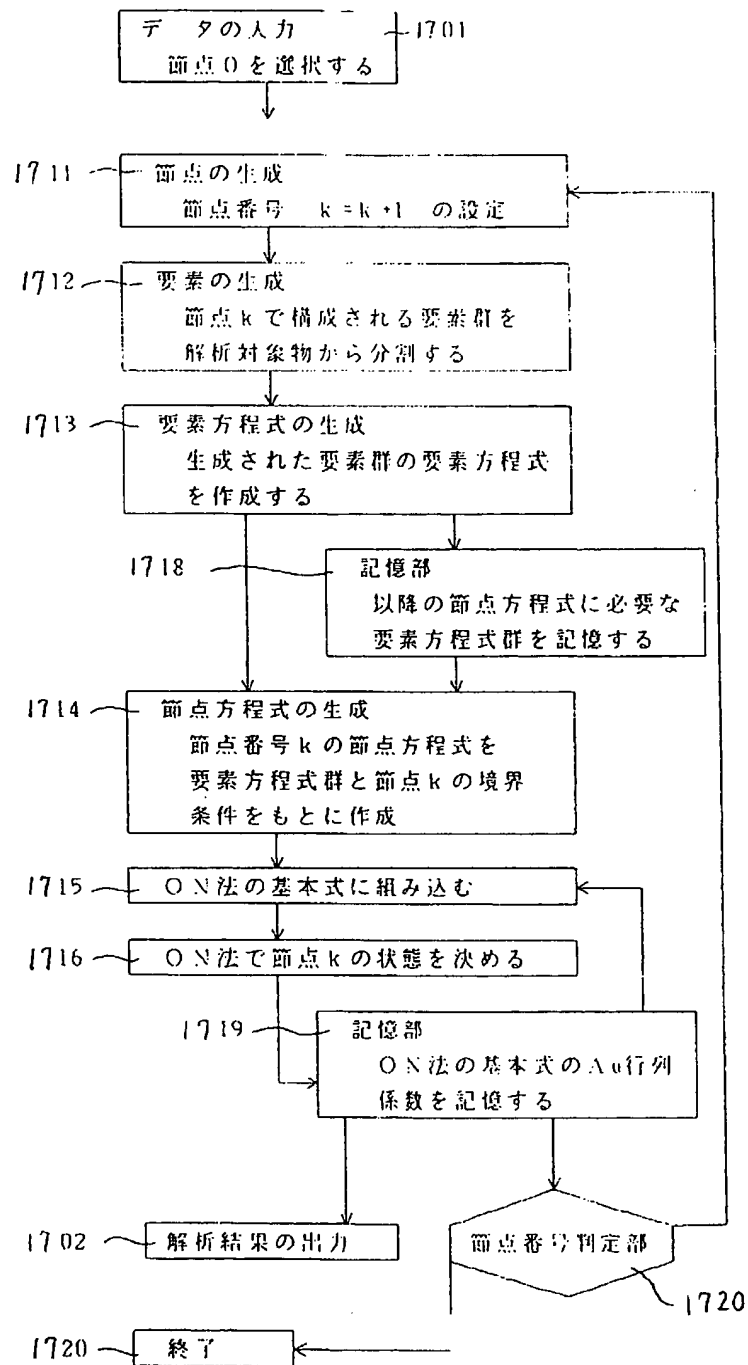 データの入力
1701
節点0を選択する
1711
節点の生成
節点番号 k=k+1 の設定
1712
要素の生成
節点kで構成される要素群を
解析対象物から分割する
1713
要素方程式の生成
生成された要素群の要素方程式
を作成する
1718
記憶部
以降の節点方程式に必要な
要素方程式群を記憶する
1714
節点方程式の生成
節点番号kの節点方程式を
要素方程式群と節点kの境界
条件をもとに作成
1715
ON法の基本式に組み込む
1716
ON法で節点kの状態を決める
1719
記憶部
ON法の基本式のAu行列
係数を記憶する
1702
解析結果の出力
節点番号判定部
1720
1720
終了